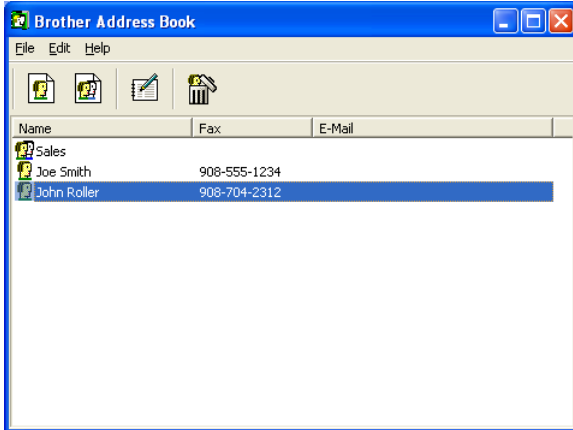 Brother Address Book
File Edit Help
Name Fax E-Mail
Sales
Joe Smith 908-555-1234
John Roller 908-704-2312